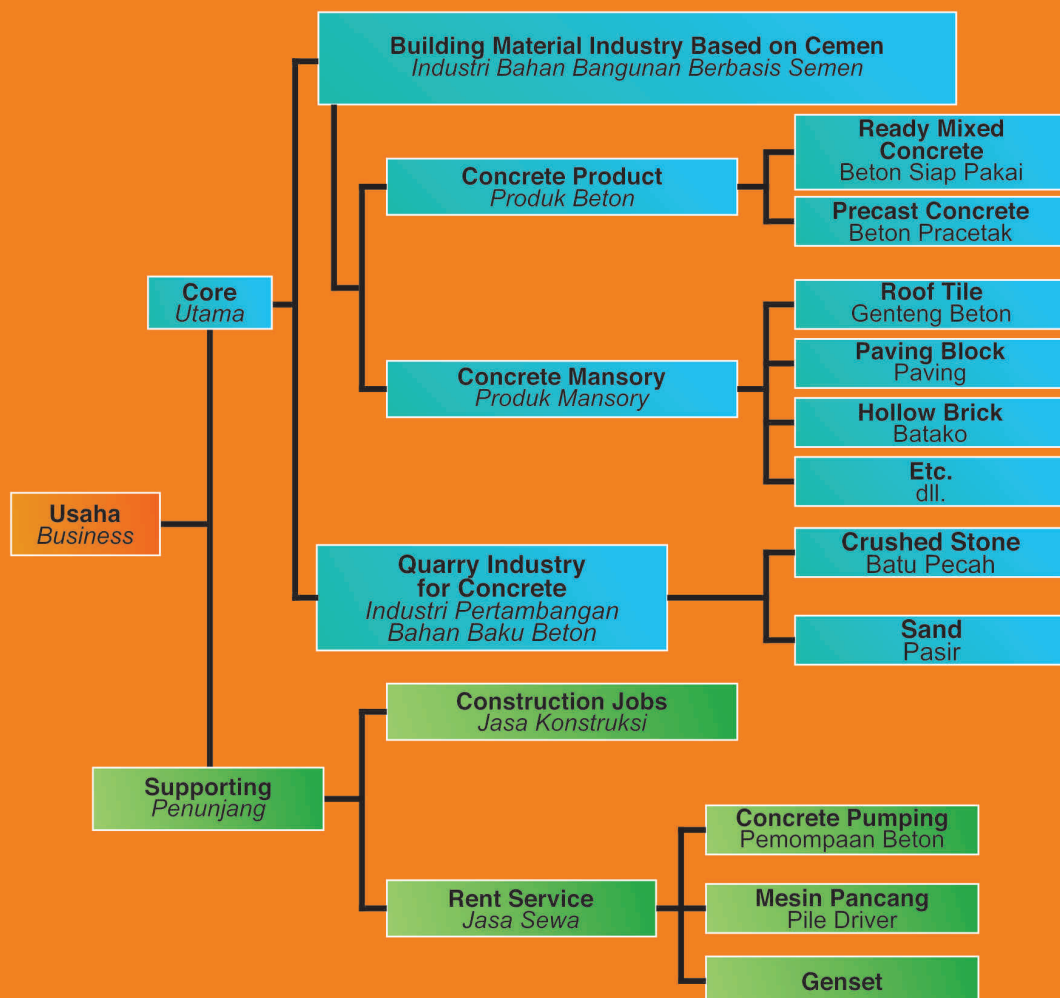 Building Material Industry Based on Cemen
Industri Bahan Bangunan Berbasis Semen
Ready Mixed
Concrete
Beton Siap Pakai
Concrete Product
Produk Beton
Precast Concrete
Beton Pracetak
Core
Utama
Roof Tile
Genteng Beton
Paving Block
Paving
Concrete Mansory
Produk Mansory
Hollow Brick
Batako
Etc.
dll.
Usaha
Business
Quarry Industry
for Concrete
Industri Pertambangan
Bahan Baku Beton
Crushed Stone
Batu Pecah
Sand
Pasir
Construction Jobs
Jasa Konstruksi
Supporting
Penunjang
Concrete Pumping
Pemompaan Beton
Rent Service
Jasa Sewa
Mesin Pancang
Pile Driver
Genset